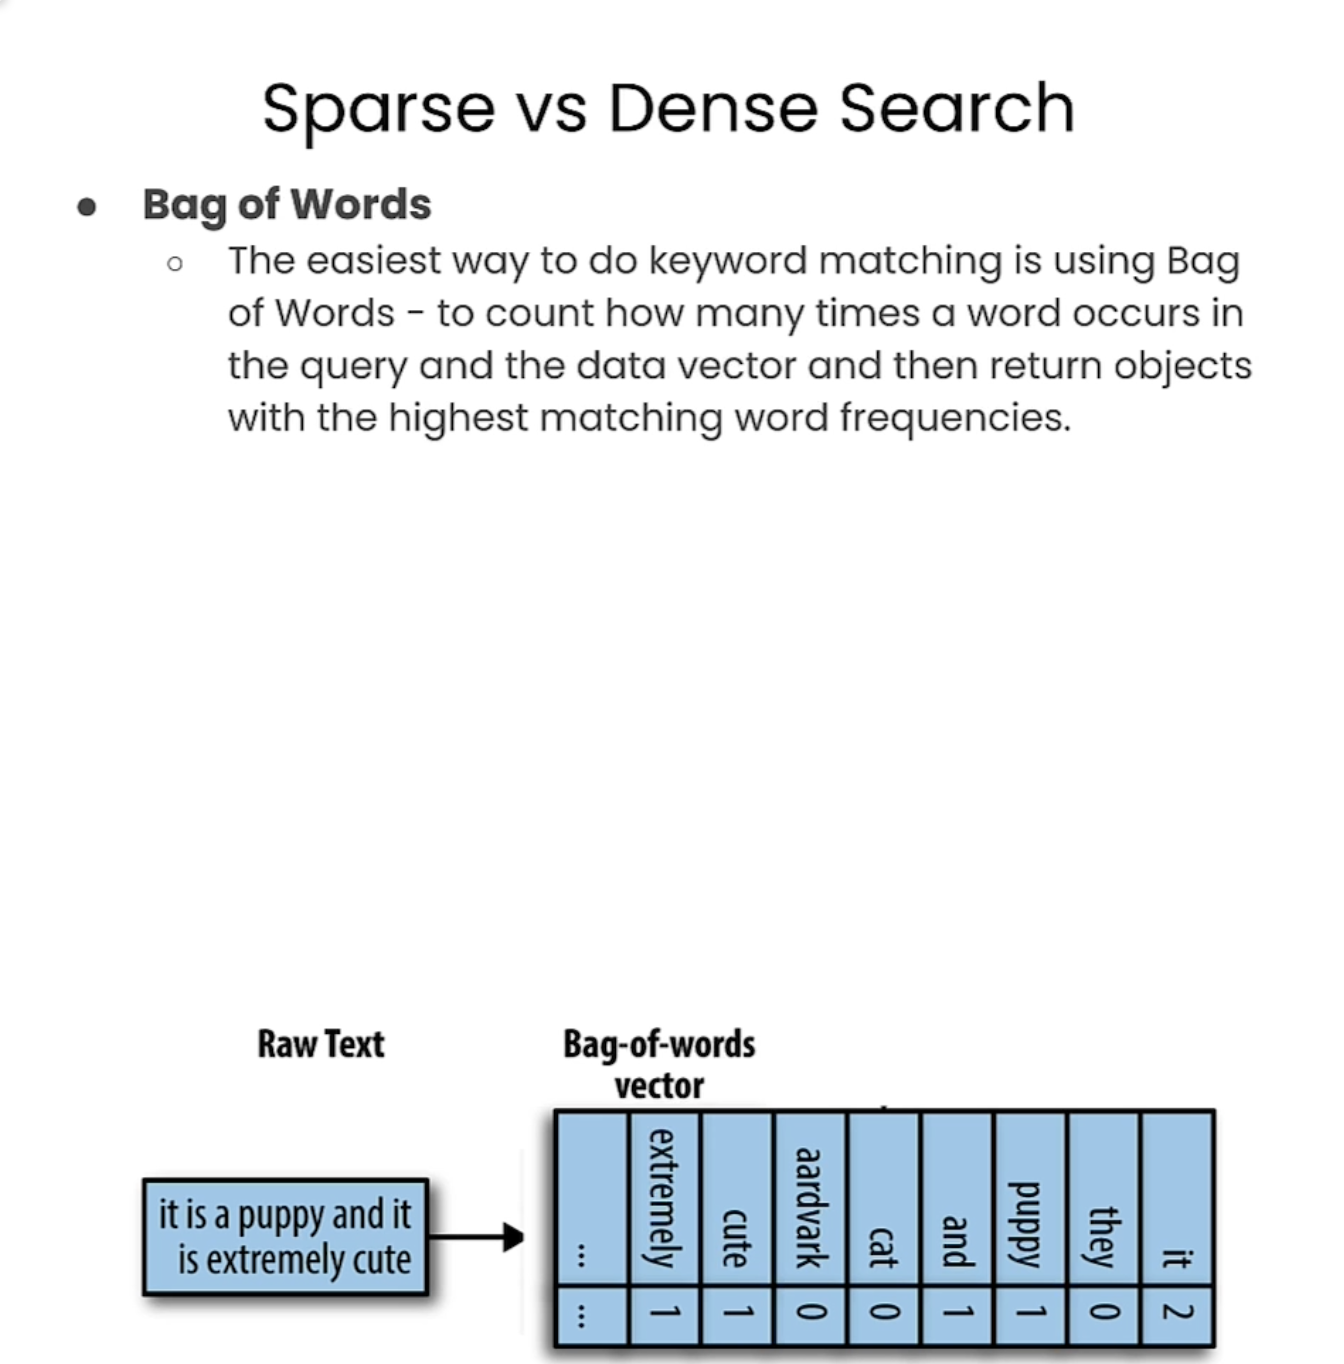 Sparse vs Dense Search
● Bag of Words
○ The easiest way to do keyword matching is using Bag
of Words - to count how many times a word occurs in
the query and the data vector and then return objects
with the highest matching word frequencies.
Raw Text
Bag-of-words
vector
it is a puppy and it
is extremely cute
... extremely cute aardvark cat and puppy they it
... 1 1 0 0 1 1 0 2